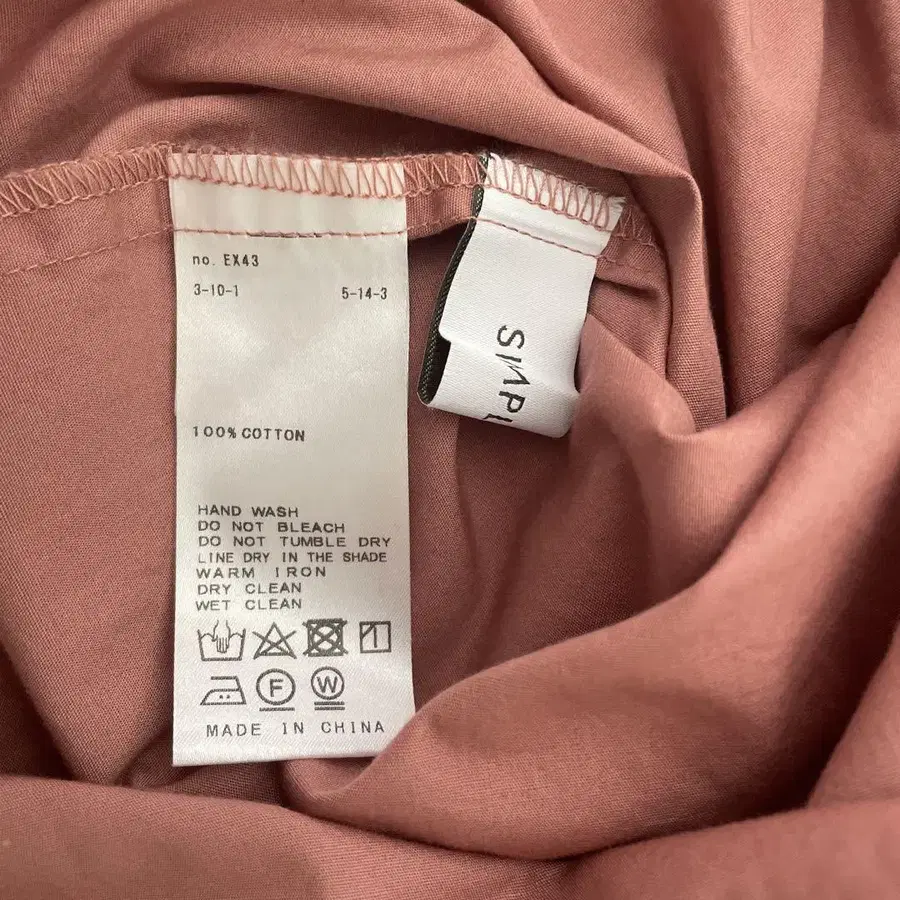 no. EX43
3-10-1 5-14-3
100% COTTON
HAND WASH
DO NOT BLEACH
DO NOT TUMBLE DRY
LINE DRY IN THE SHADE
WARM IRON
DRY CLEAN
WET CLEAN
F W
MADE IN CHINA